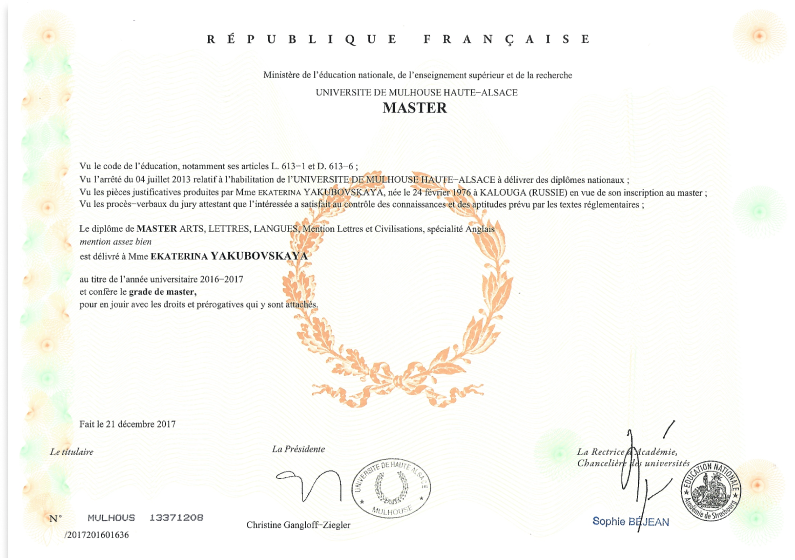 RÉPUBLIQUE FRANÇAISE
Ministère de l'éducation nationale, de l'enseignement supérieur et de la recherche
UNIVERSITE DE MULHOUSE HAUTE-ALSACE
MASTER
Vu le code de l'éducation, notamment ses articles L. 613-1 et D. 613-6 ;
Vu l'arrêté du 04 juillet 2013 relatif à l'habilitation de l'UNIVERSITE DE MULHOUSE HAUTE-ALSACE à délivrer des diplômes nationaux ;
Vu les pièces justificatives produites par Mme EKATERINA YAKUBOVSKAYA, née le 24 février 1976 à KALOUGA (RUSSIE) en vue de son inscription au master ;
Vu les procès-verbaux du jury attestant que l'intéressée a satisfait au contrôle des connaissances et des aptitudes prévu par les textes réglementaires ;
Le diplôme de MASTER ARTS, LETTRES, LANGUES, Mention Lettres et Civilisations, spécialité Anglais
mention assez bien
est délivré à Mme EKATERINA YAKUBOVSKAYA
au titre de l'année universitaire 2016-2017
et confère le grade de master,
pour en jouir avec les droits et prérogatives qui y sont attachés.
Fait le 21 décembre 2017
Le titulaire
La Présidente
La Rectrice d'Académie,
Chancelière des universités
UNIVERSITE DE HAUTE ALSACE
MULHOUSE
EDUCATION NATIONALE
Académie de Strasbourg
N° MULHOUS 13371208
/2017201601636
Christine Gangloff-Ziegler
Sophie BÉJEAN